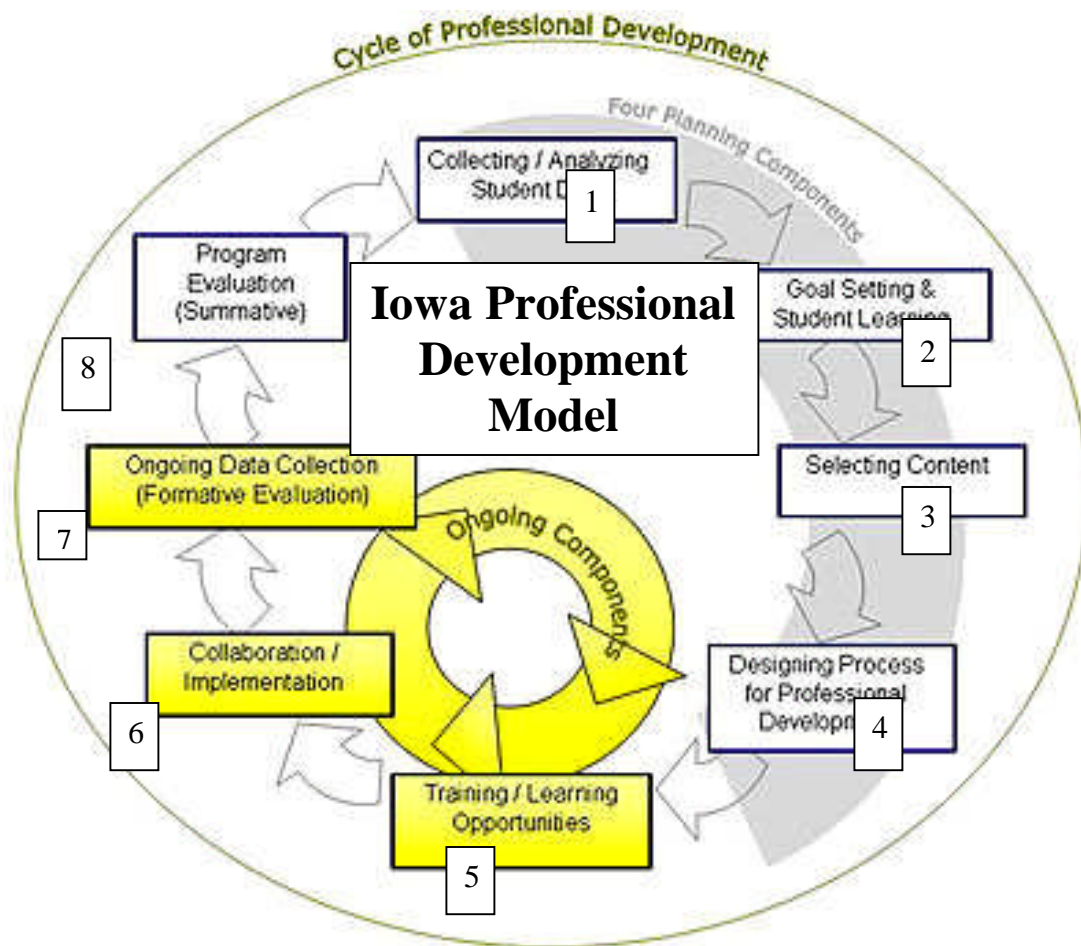 Cycle of Professional Development
Four Planning Components
Collecting / Analyzing
Student D
1
Goal Setting &
Student Learning
2
Selecting Content
3
Designing Process
for Professional
Developm
4
Training / Learning
Opportunities
5
Collaboration /
Implementation
6
Ongoing Data Collection
(Formative Evaluation)
7
Program
Evaluation
(Summative)
8
Iowa Professional
Development
Model
Ongoing Components